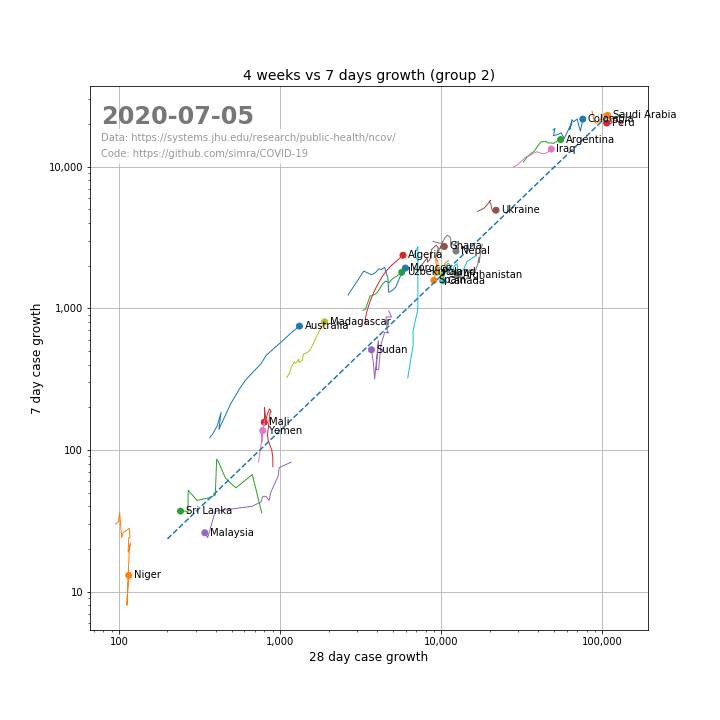 4 weeks vs 7 days growth (group 2)
2020-07-05
Data: https://systems.jhu.edu/research/public-health/ncov/
Code: https://github.com/simra/COVID-19
Saudi Arabia
Colombia
Peru
Argentina
Iraq
10,000
Ukraine
Ghana
Nepal
Algeria
Morocco
Uzbekistan
Poland
Afghanistan
Spain
Canada
1,000
Madagascar
Australia
Sudan
Mali
Yemen
100
Sri Lanka
Malaysia
Niger
10
7 day case growth
100
1,000
10,000
100,000
28 day case growth